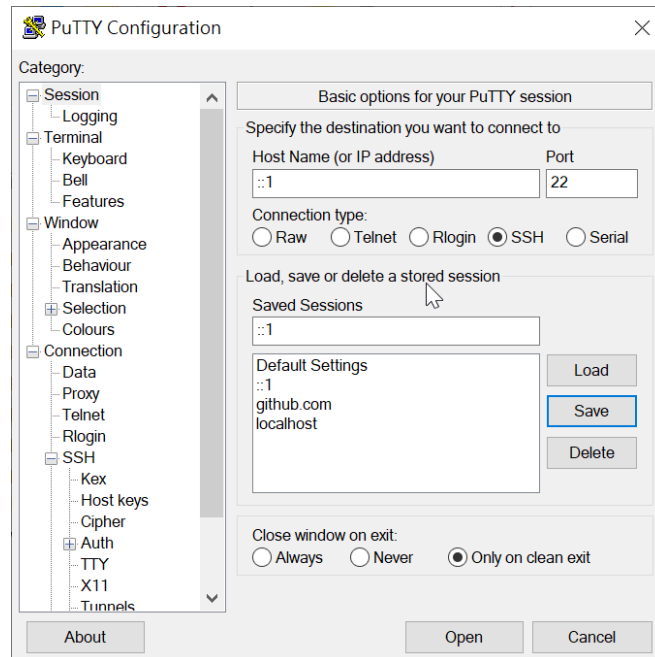 PuTTY Configuration
Category:
Session
Logging
Terminal
Keyboard
Bell
Features
Window
Appearance
Behaviour
Translation
Selection
Colours
Connection
Data
Proxy
Telnet
Rlogin
SSH
Kex
Host keys
Cipher
Auth
TTY
X11
Tunnels
Basic options for your PuTTY session
Specify the destination you want to connect to
Host Name (or IP address) Port
::1 22
Connection type:
Raw Telnet Rlogin SSH Serial
Load, save or delete a stored session
Saved Sessions
::1
Default Settings
::1
github.com
localhost
Load
Save
Delete
Close window on exit:
Always Never Only on clean exit
About Open Cancel